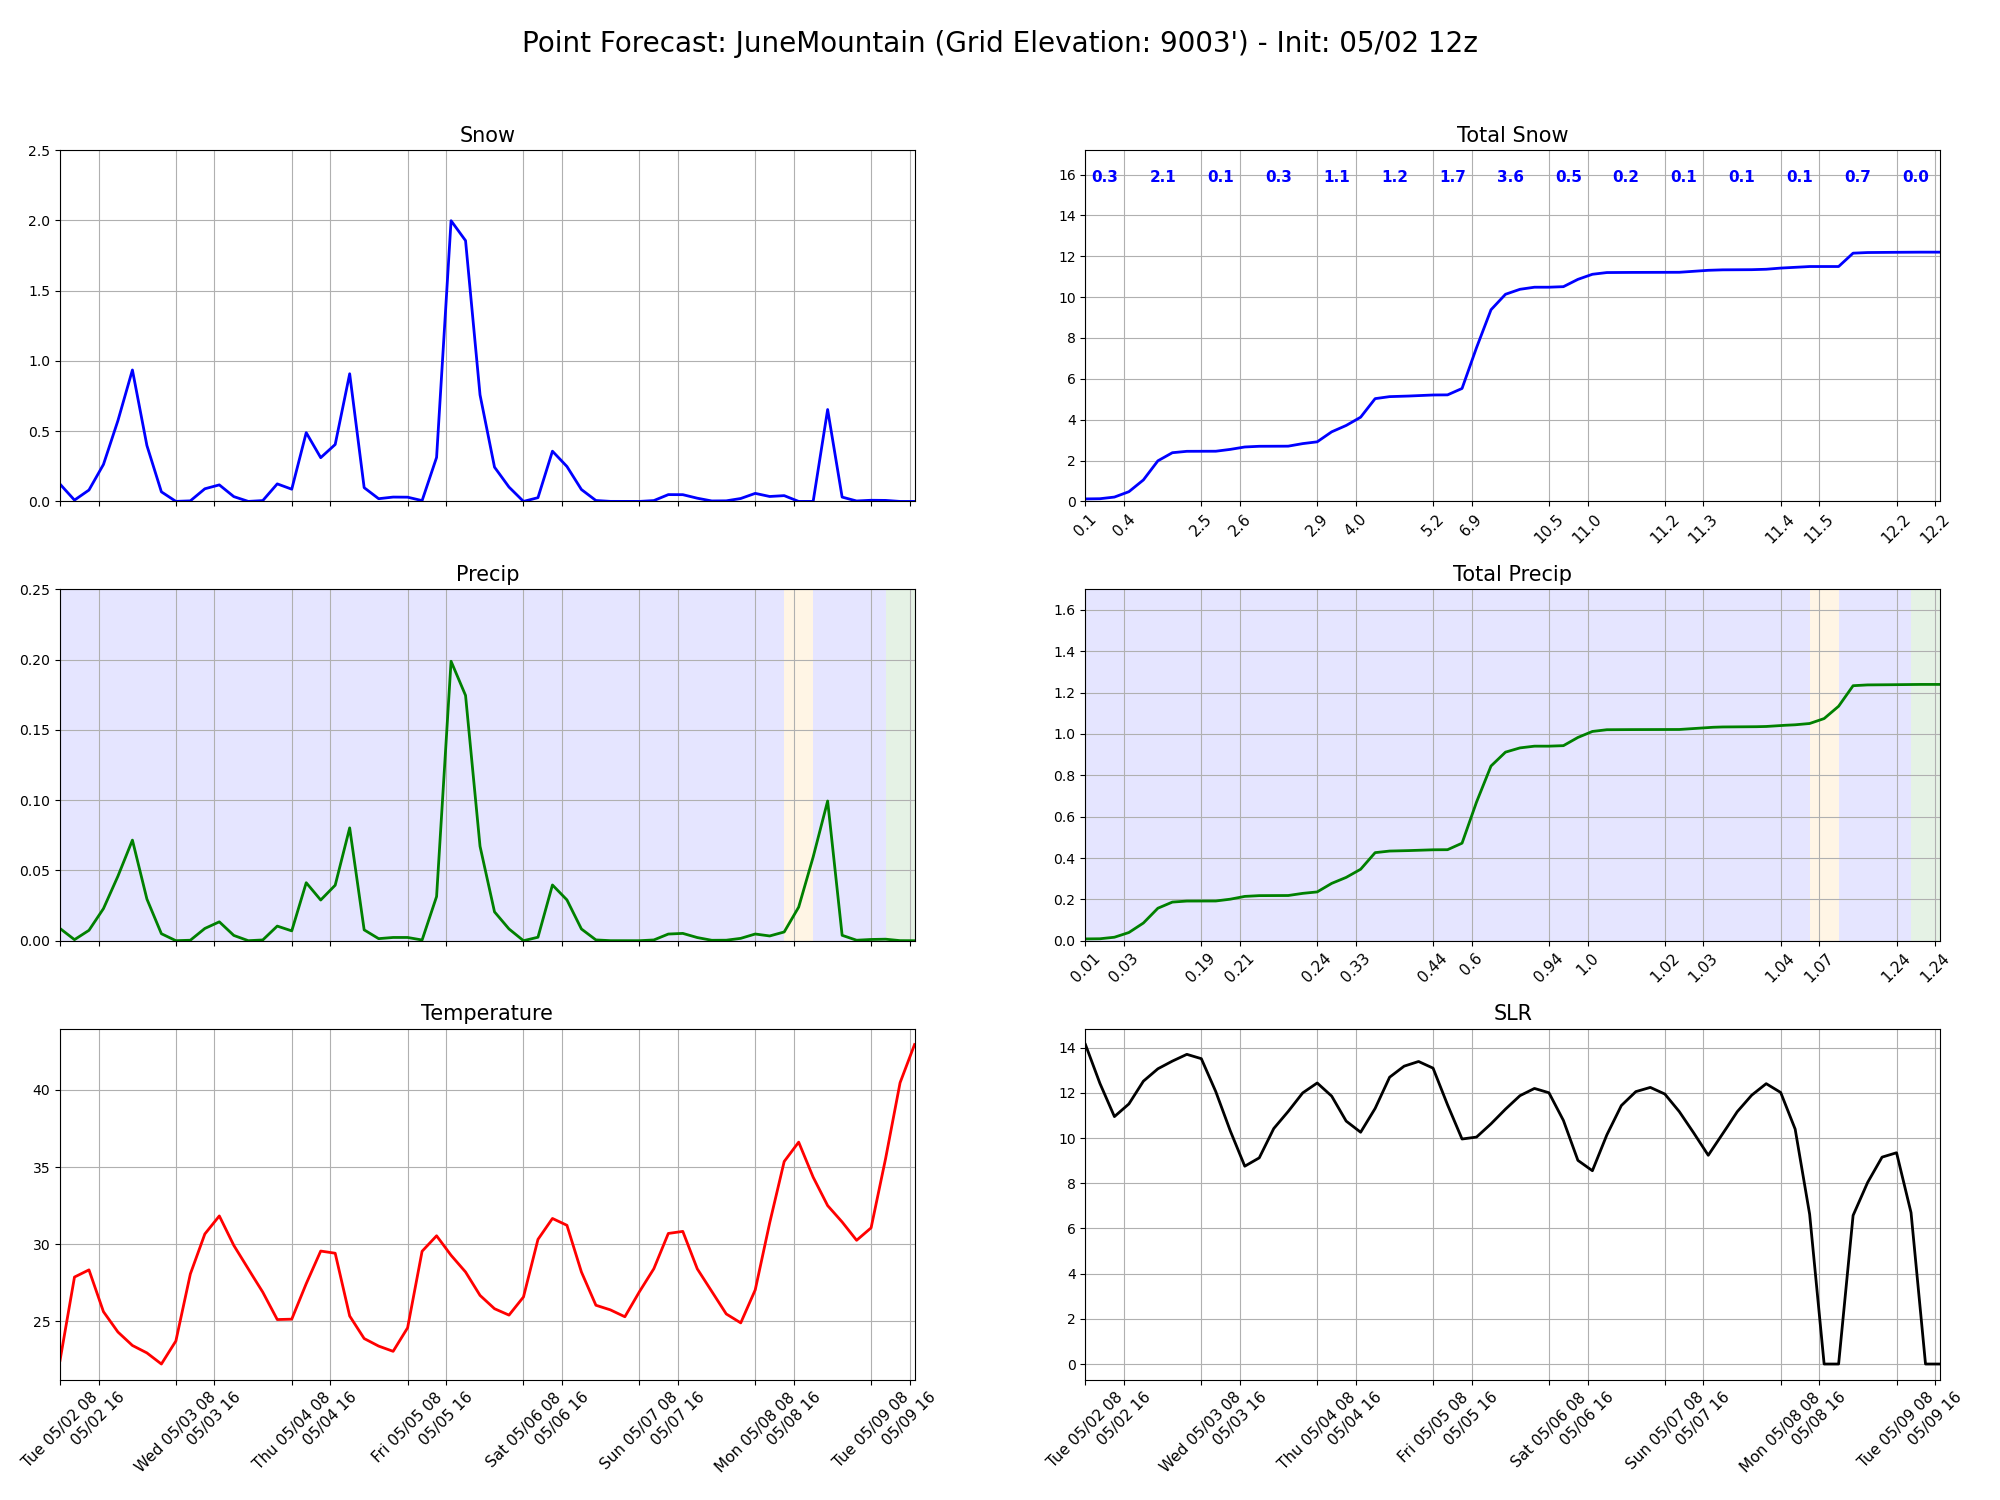 Point Forecast: JuneMountain (Grid Elevation: 9003') - Init: 05/02 12z
Snow
2.5
2.0
1.5
1.0
0.5
0.0
Total Snow
16
14
12
10
8
6
4
2
0
0.3 2.1 0.1 0.3 1.1 1.2 1.7 3.6 0.5 0.2 0.1 0.1 0.1 0.7 0.0
0.1 0.4 2.5 2.6 2.9 4.0 5.2 6.9 10.5 11.0 11.2 11.3 11.4 11.5 12.2 12.2
Precip
0.25
0.20
0.15
0.10
0.05
0.00
Total Precip
1.6
1.4
1.2
1.0
0.8
0.6
0.4
0.2
0.0
0.01 0.03 0.19 0.21 0.24 0.33 0.44 0.6 0.94 1.0 1.02 1.03 1.04 1.07 1.24 1.24
Temperature
40
35
30
25
Tue 05/02 08
05/02 16
Wed 05/03 08
05/03 16
Thu 05/04 08
05/04 16
Fri 05/05 08
05/05 16
Sat 05/06 08
05/06 16
Sun 05/07 08
05/07 16
Mon 05/08 08
05/08 16
Tue 05/09 08
05/09 16
SLR
14
12
10
8
6
4
2
0
Tue 05/02 08
05/02 16
Wed 05/03 08
05/03 16
Thu 05/04 08
05/04 16
Fri 05/05 08
05/05 16
Sat 05/06 08
05/06 16
Sun 05/07 08
05/07 16
Mon 05/08 08
05/08 16
Tue 05/09 08
05/09 16